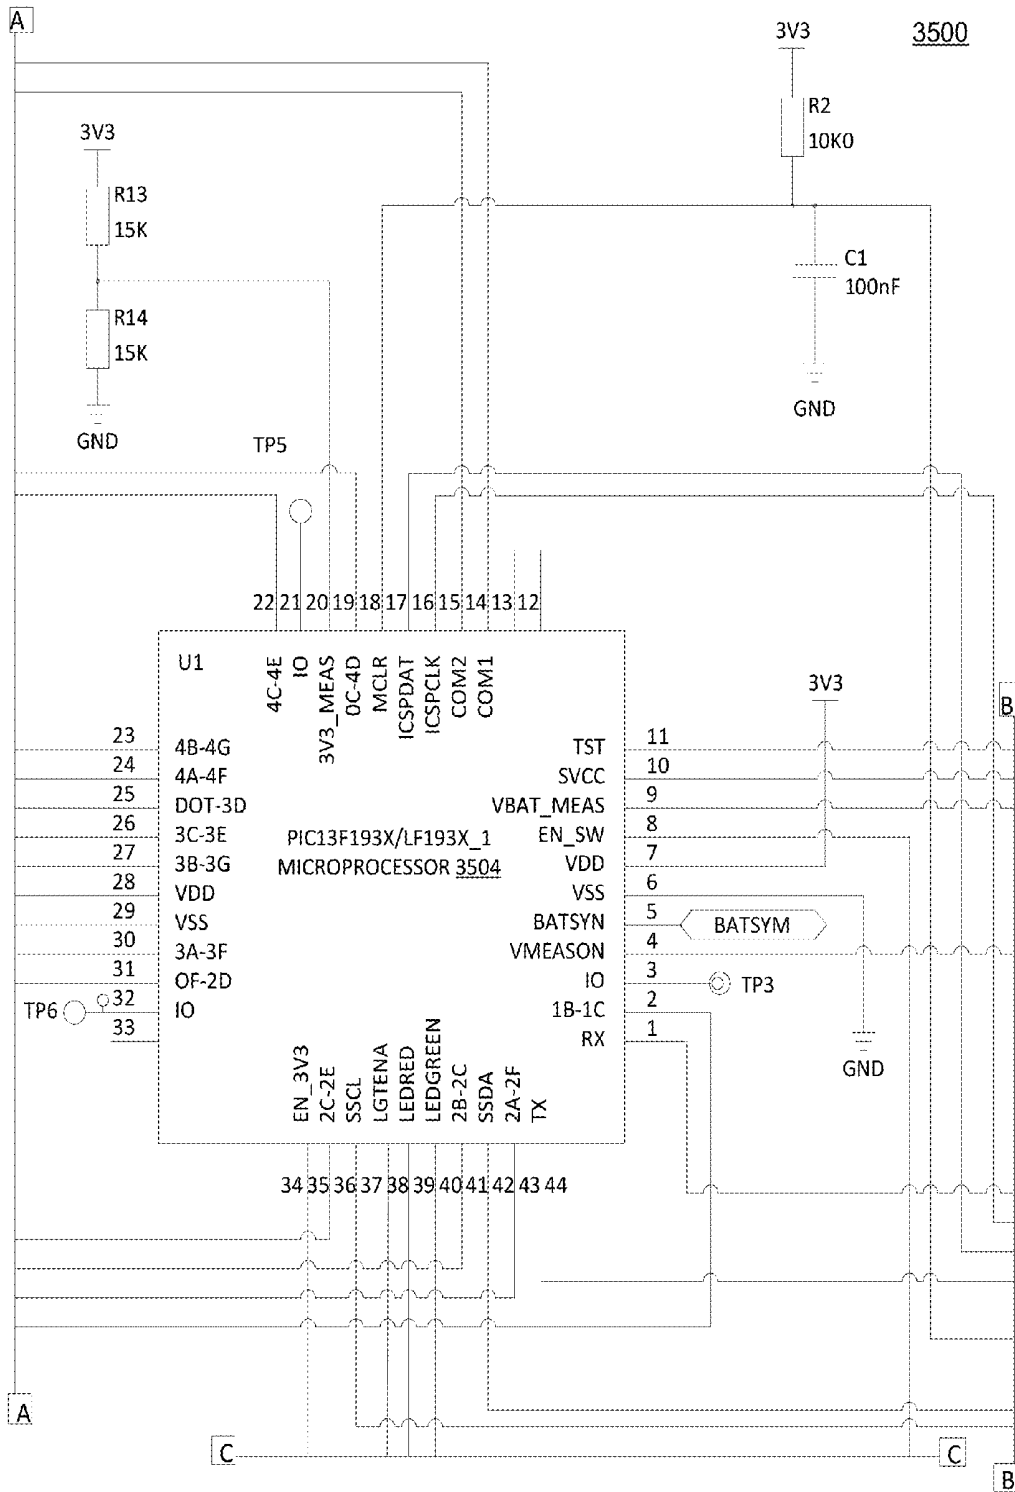 A
3500
3V3
R2
10K0
3V3
R13
15K
C1
100nF
R14
15K
GND
GND
TP5
22 21 20 19 18 17 16 15 14 13 12
U1
4C-4E
IO
3V3_MEAS
0C-4D
MCLR
ICSPDAT
ICSPCLK
COM2
COM1
3V3
B
23 4B-4G
24 4A-4F
25 DOT-3D
26 3C-3E
27 3B-3G
28 VDD
29 VSS
30 3A-3F
31 OF-2D
TP6 32 IO
33
PIC13F193X/LF193X_1
MICROPROCESSOR 3504
TST 11
SVCC 10
VBAT_MEAS 9
EN_SW 8
VDD 7
VSS 6
BATSYN 5 BATSYM
VMEASON 4
IO 3 TP3
1B-1C 2
RX 1
GND
EN_3V3
2C-2E
SSCL
LGTENA
LEDRED
LEDGREEN
2B-2C
SSDA
2A-2F
TX
34 35 36 37 38 39 40 41 42 43 44
A
C
C
B